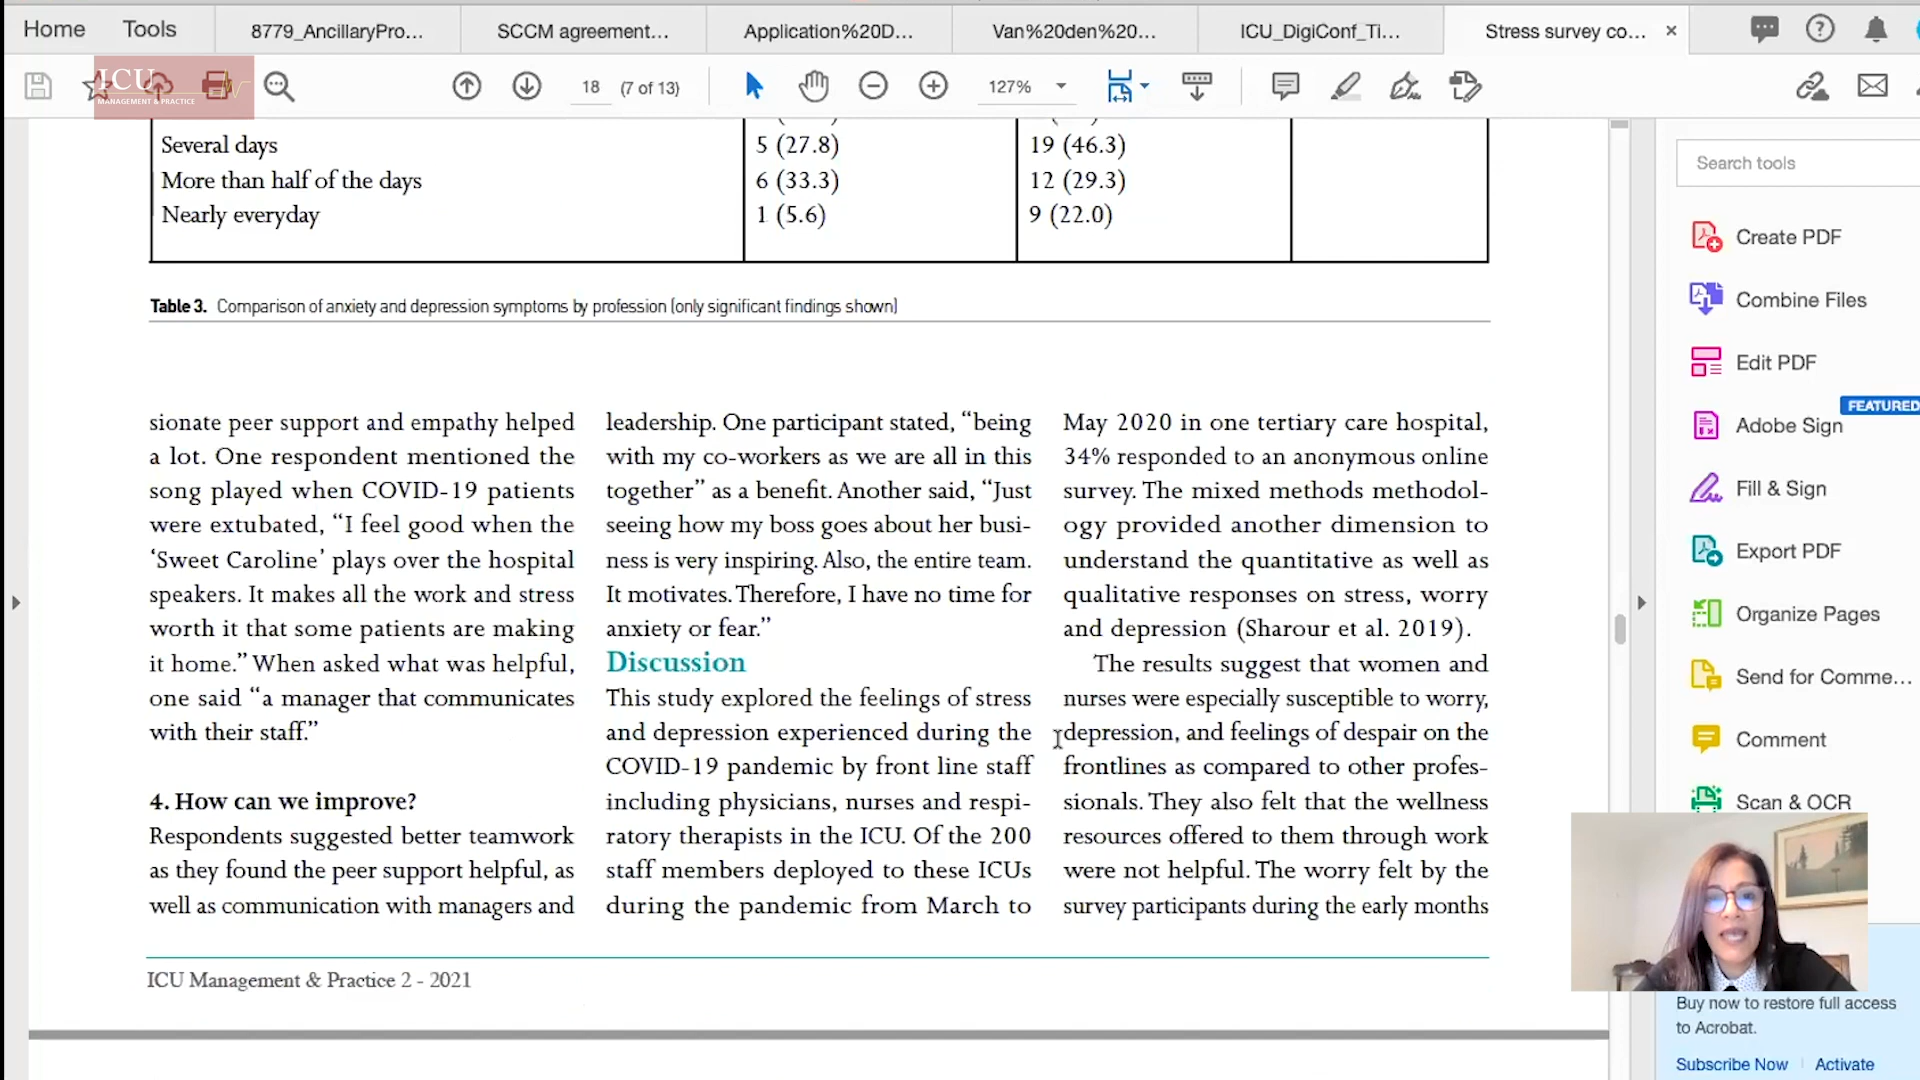 Home
Tools
8779_AncillaryPro...
SCCM agreement...
Application%20D...
Van%20den%20...
ICU_DigiConf_Ti...
Stress survey co...
ICU
MANAGEMENT & PRACTICE
18
(7 of 13)
127%
Several days 5 (27.8) 19 (46.3)
More than half of the days 6 (33.3) 12 (29.3)
Nearly everyday 1 (5.6) 9 (22.0)
Table 3. Comparison of anxiety and depression symptoms by profession (only significant findings shown)
sionate peer support and empathy helped
a lot. One respondent mentioned the
song played when COVID-19 patients
were extubated, “I feel good when the
‘Sweet Caroline’ plays over the hospital
speakers. It makes all the work and stress
worth it that some patients are making
it home.” When asked what was helpful,
one said “a manager that communicates
with their staff.”
4. How can we improve?
Respondents suggested better teamwork
as they found the peer support helpful, as
well as communication with managers and
leadership. One participant stated, “being
with my co-workers as we are all in this
together” as a benefit. Another said, “Just
seeing how my boss goes about her busi-
ness is very inspiring. Also, the entire team.
It motivates. Therefore, I have no time for
anxiety or fear.”
Discussion
This study explored the feelings of stress
and depression experienced during the
COVID-19 pandemic by front line staff
including physicians, nurses and respi-
ratory therapists in the ICU. Of the 200
staff members deployed to these ICUs
during the pandemic from March to
May 2020 in one tertiary care hospital,
34% responded to an anonymous online
survey. The mixed methods methodol-
ogy provided another dimension to
understand the quantitative as well as
qualitative responses on stress, worry
and depression (Sharour et al. 2019).
The results suggest that women and
nurses were especially susceptible to worry,
depression, and feelings of despair on the
frontlines as compared to other profes-
sionals. They also felt that the wellness
resources offered to them through work
were not helpful. The worry felt by the
survey participants during the early months
ICU Management & Practice 2 - 2021
Search tools
Create PDF
Combine Files
Edit PDF
FEATURED
Adobe Sign
Fill & Sign
Export PDF
Organize Pages
Send for Comme...
Comment
Scan & OCR
Buy now to restore full access
to Acrobat.
Subscribe Now
Activate